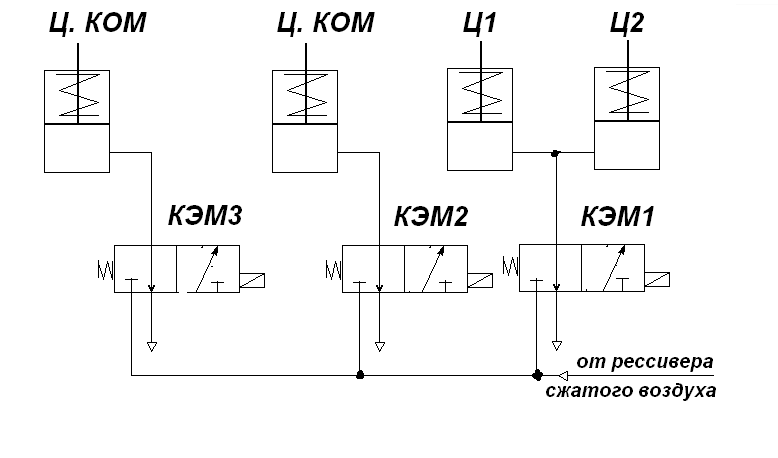 Ц. КОМ
Ц. КОМ
Ц1
Ц2
КЭМ3
КЭМ2
КЭМ1
от рессивера
сжатого воздуха